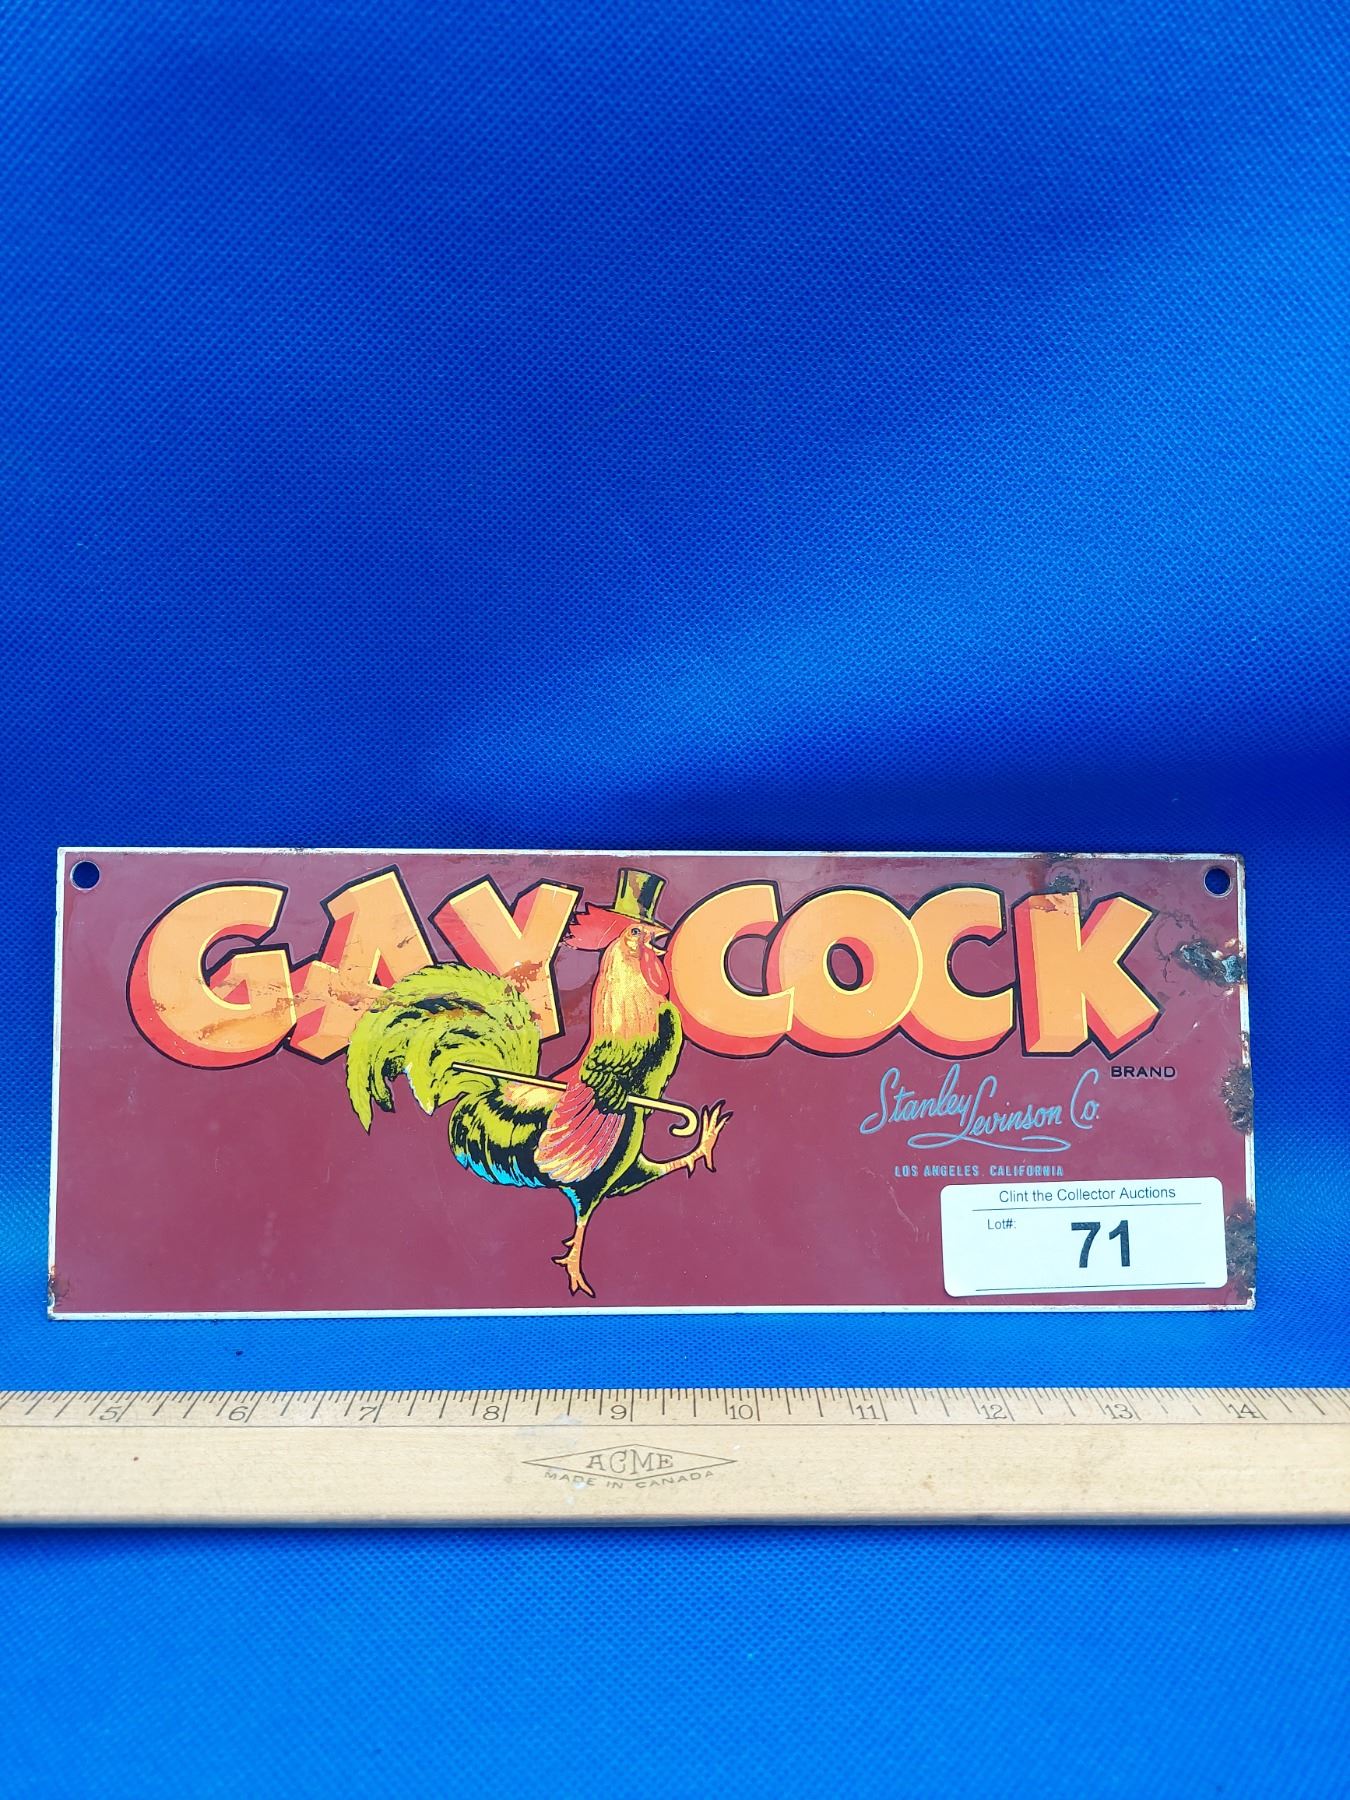 GAY COCK
BRAND
Stanley Levinson Co.
LOS ANGELES, CALIFORNIA
Clint the Collector Auctions
Lot#: 71
5 6 7 8 9 10 11 12 13 14
ACME
MADE IN CANADA